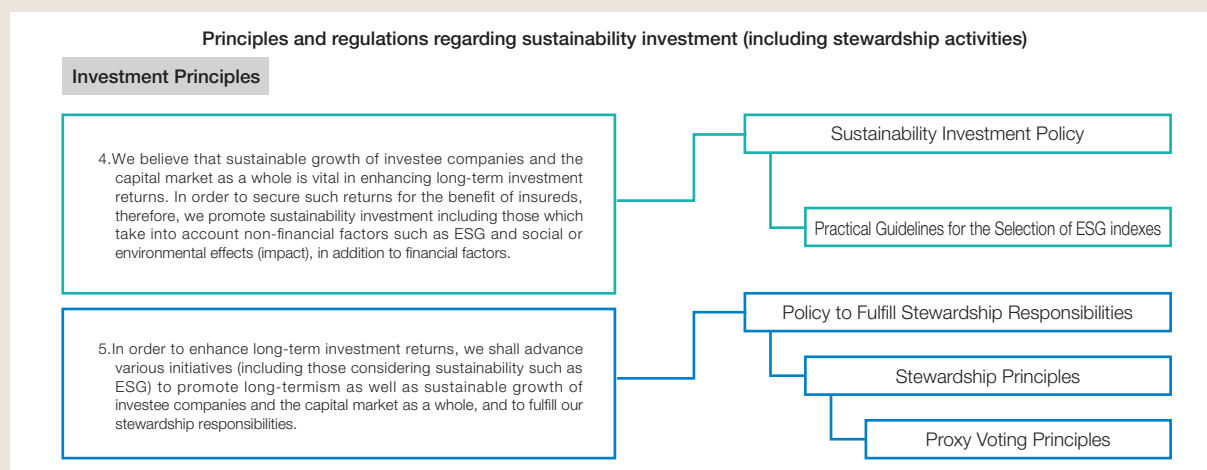 Principles and regulations regarding sustainability investment (including stewardship activities)
Investment Principles
4.We believe that sustainable growth of investee companies and the
capital market as a whole is vital in enhancing long-term investment
returns. In order to secure such returns for the benefit of insureds,
therefore, we promote sustainability investment including those which
take into account non-financial factors such as ESG and social or
environmental effects (impact), in addition to financial factors.
Sustainability Investment Policy
Practical Guidelines for the Selection of ESG indexes
5.In order to enhance long-term investment returns, we shall advance
various initiatives (including those considering sustainability such as
ESG) to promote long-termism as well as sustainable growth of
investee companies and the capital market as a whole, and to fulfill our
stewardship responsibilities.
Policy to Fulfill Stewardship Responsibilities
Stewardship Principles
Proxy Voting Principles